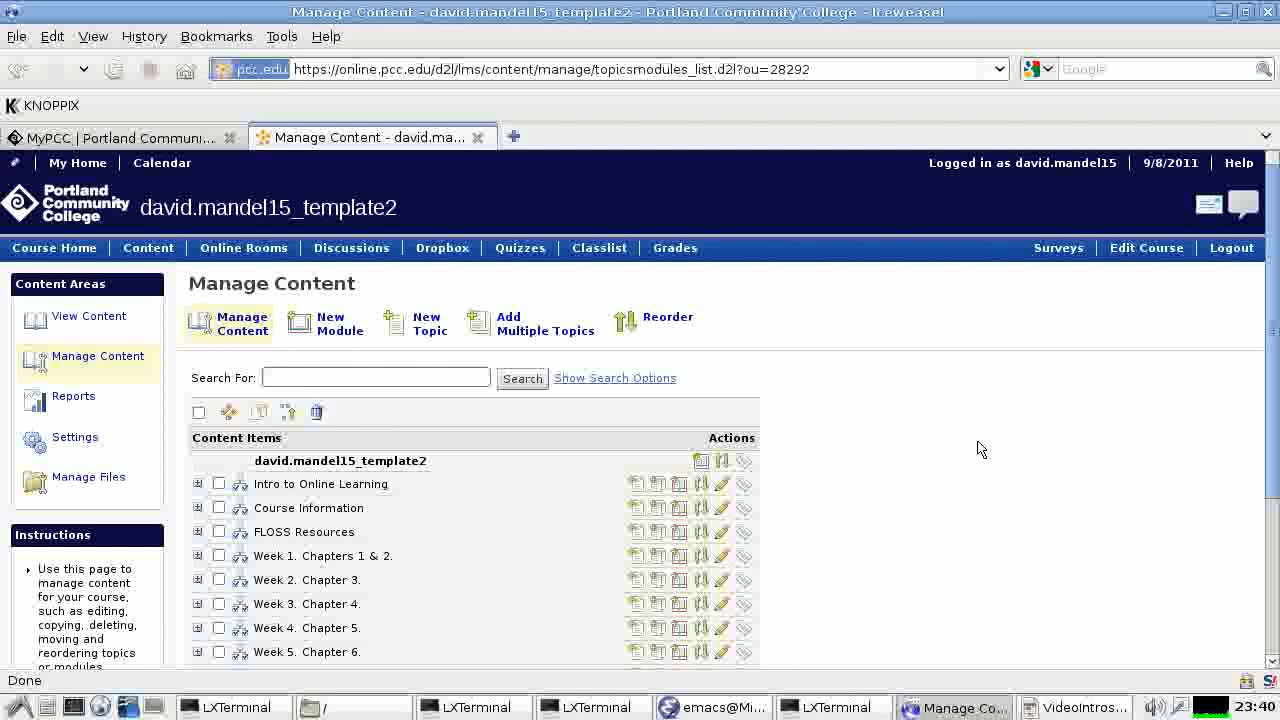 Manage Content - david.mandel15_template2 - Portland Community College - Iceweasel
File Edit View History Bookmarks Tools Help
pcc.edu https://online.pcc.edu/d2l/lms/content/manage/topicsmodules_list.d2l?ou=28292 Google
KNOPPIX
MyPCC | Portland Communi... Manage Content - david.ma...
My Home Calendar Logged in as david.mandel15 9/8/2011 Help
Portland Community College david.mandel15_template2
Course Home Content Online Rooms Discussions Dropbox Quizzes Classlist Grades Surveys Edit Course Logout
Content Areas
View Content
Manage Content
Reports
Settings
Manage Files
Instructions
Use this page to
manage content
for your course,
such as editing,
copying, deleting,
moving and
reordering topics
or modules
Manage Content
Manage Content New Module New Topic Add Multiple Topics Reorder
Search For: Search Show Search Options
Content Items Actions
david.mandel15_template2
Intro to Online Learning
Course Information
FLOSS Resources
Week 1. Chapters 1 & 2.
Week 2. Chapter 3.
Week 3. Chapter 4.
Week 4. Chapter 5.
Week 5. Chapter 6.
Done
LXTerminal / LXTerminal LXTerminal emacs@Mi... LXTerminal Manage Co... VideoIntros... 23:40